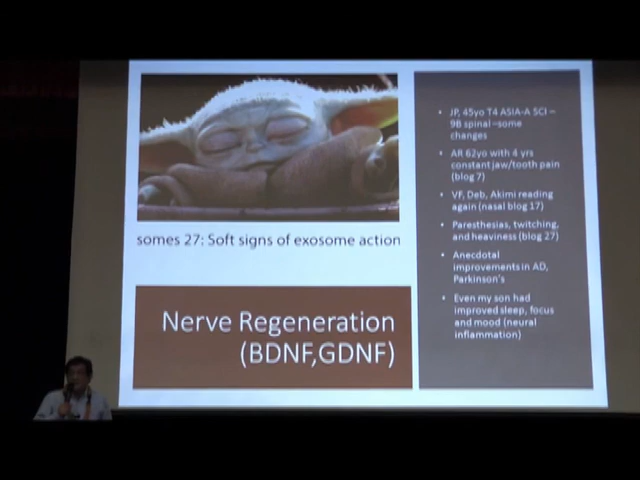 somes 27: Soft signs of exosome action
Nerve Regeneration
(BDNF,GDNF)
• JP, 45yo T4 ASIA-A SCI –
9B spinal –some
changes
• AR 62yo with 4 yrs
constant jaw/tooth pain
(blog 7)
• VF, Deb, Akimi reading
again (nasal blog 17)
• Paresthesias, twitching,
and heaviness (blog 27)
• Anecdotal
improvements in AD,
Parkinson's
• Even my son had
improved sleep, focus
and mood (neural
inflammation)